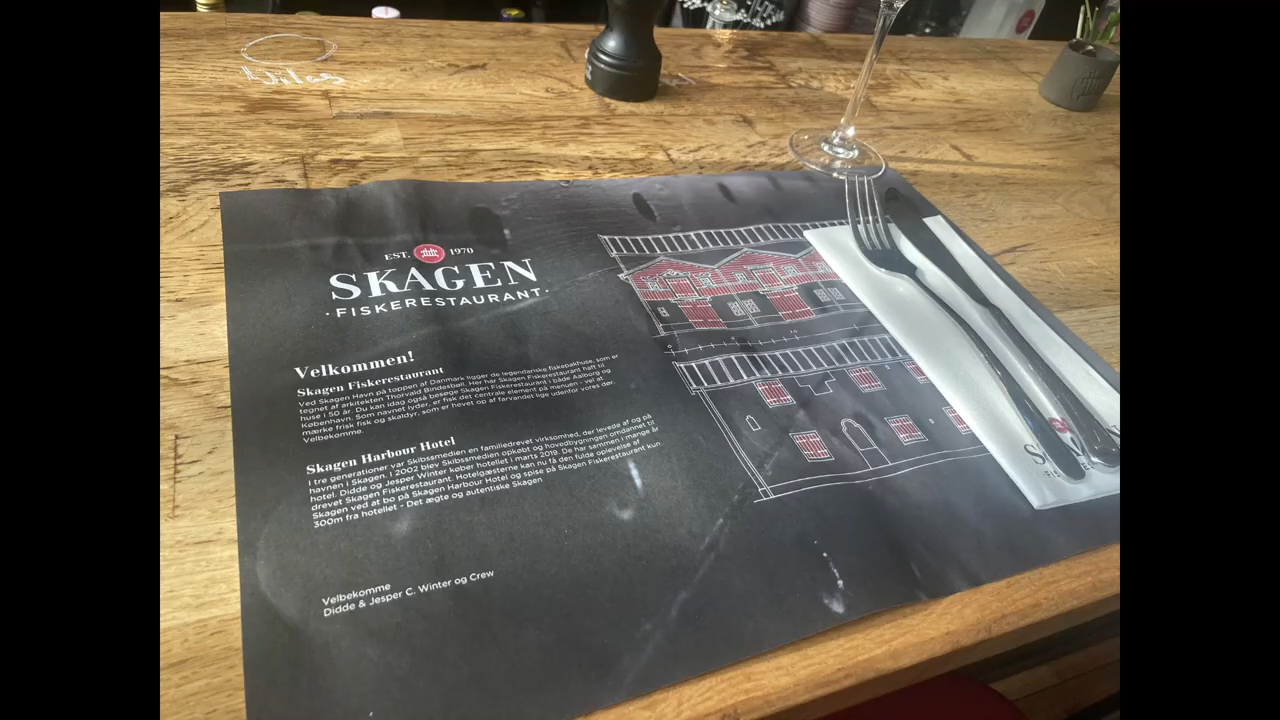 EST. 1970
SKAGEN
·FISKERESTAURANT·
Velkommen!
Skagen Fiskerestaurant
Ved Skagen Havn på toppen af Danmark ligger de legendariske fiskepakhuse, som er
tegnet af arkitekten Thorvald Bindesbøll. Her har Skagen Fiskerestaurant haft til
huse i 50 år. Du kan idag også besøge Skagen Fiskerestaurant i både Aalborg og
København. Som navnet tyder, er fisk det centrale element på menuen - vel at
mærke frisk fisk og skaldyr, som er hevet op af farvandet lige udenfor vores dør.
Velbekomme.
Skagen Harbour Hotel
I tre generationer var Skibssmedien en familiedrevet virksomhed, der levede af og på
havnen i Skagen. I 2002 blev Skibssmedien opkøbt og hovedbygningen omdannet til
hotel. Didde og Jesper Winter køber hotellet i marts 2019. De har sammen i mange år
drevet Skagen Fiskerestaurant. Hotelgæsterne kan nu få den fulde oplevelse af
Skagen ved at bo på Skagen Harbour Hotel og spise på Skagen Fiskerestaurant kun
300m fra hotellet - Det ægte og autentiske Skagen
Velbekomme
Didde & Jesper C. Winter og Crew